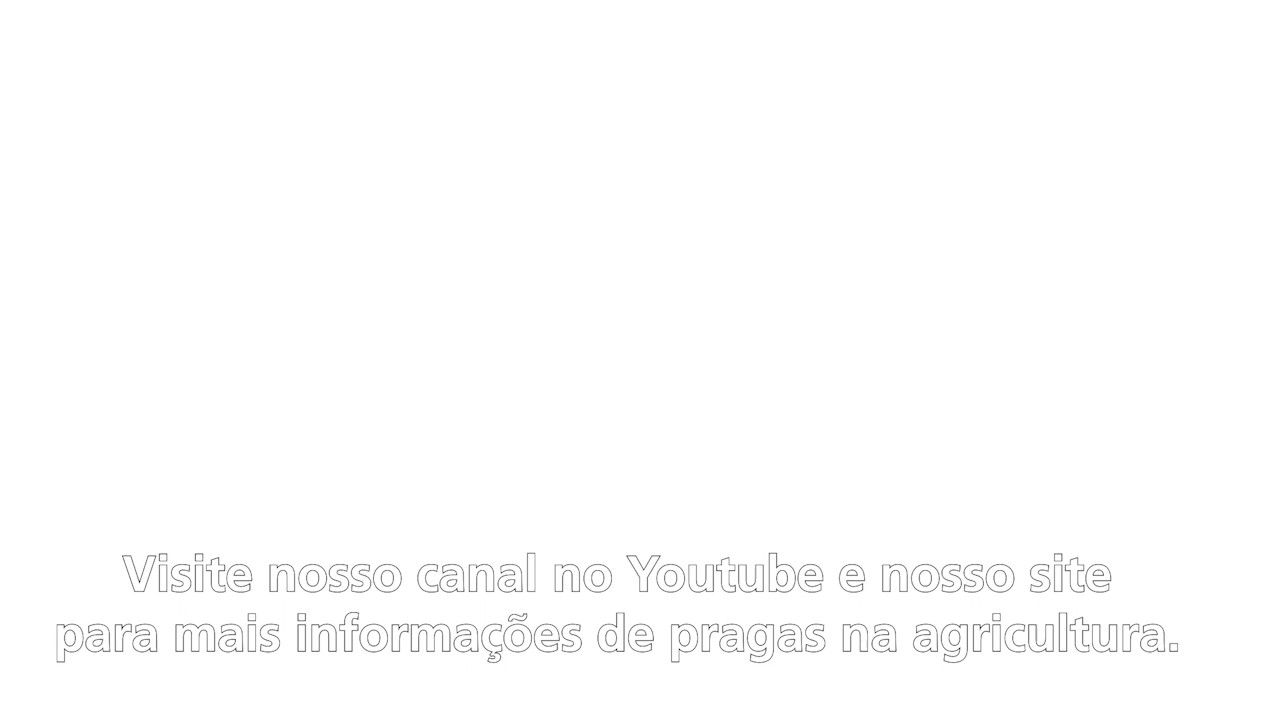 Visite nosso canal no Youtube e nosso site
para mais informações de pragas na agricultura.